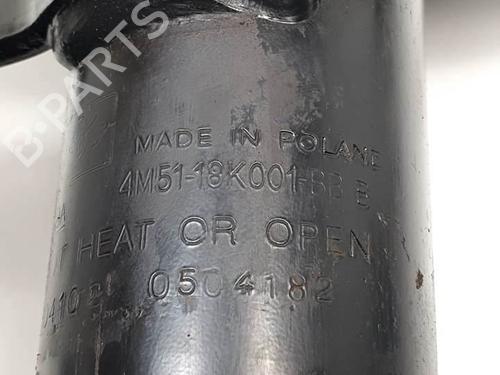 B-PARTS
MADE IN POLAND
4M51-18K001-BB B
A
T HEAT OR OPEN
0504182